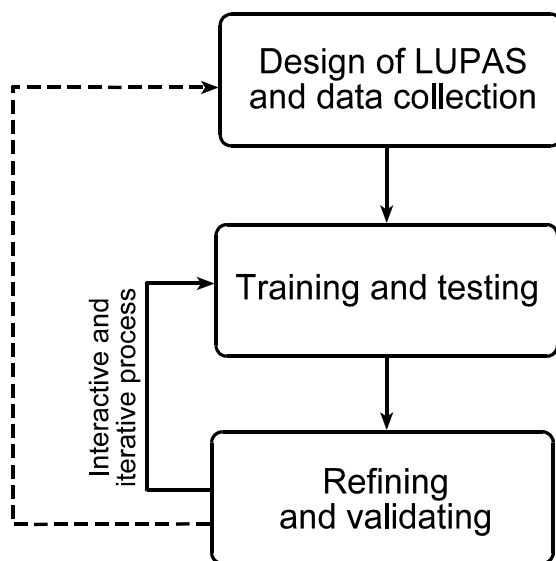 Design of LUPAS
and data collection
Training and testing
Interactive and
iterative process
Refining
and validating